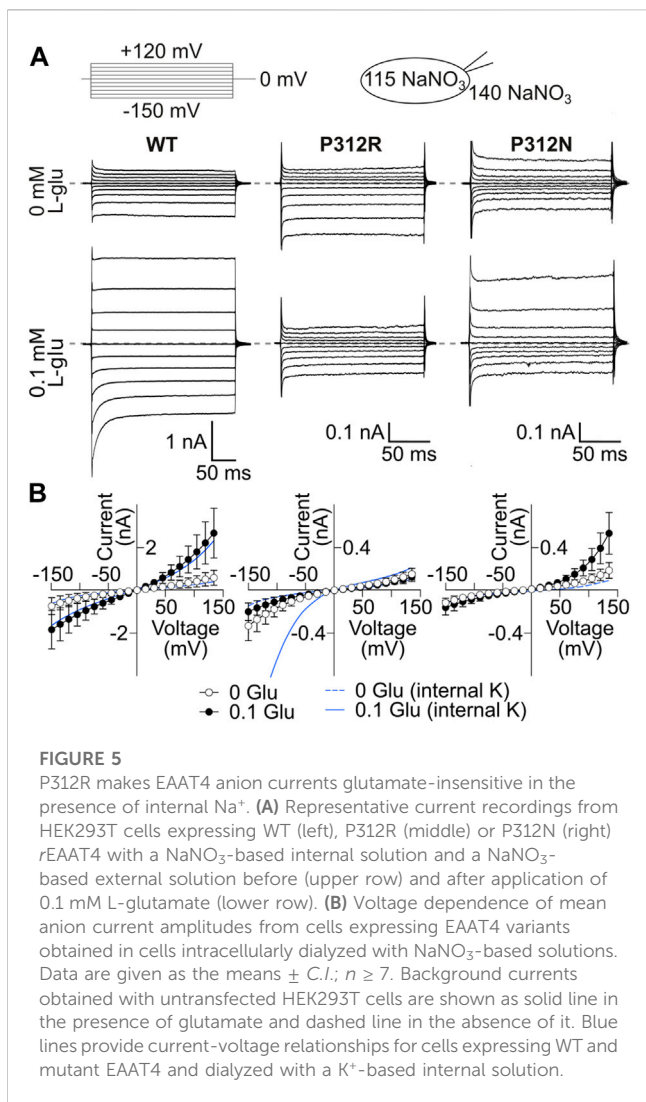 A
+120 mV
0 mV
-150 mV
115 NaNO3
140 NaNO3
WT
P312R
P312N
0 mM
L-glu
0.1 mM
L-glu
1 nA
50 ms
0.1 nA
50 ms
0.1 nA
50 ms
B
Current
(nA)
2
-150
-50
50
150
-2
Voltage
(mV)
Current
(nA)
0.4
-150
-50
50
150
-0.4
Voltage
(mV)
Current
(nA)
0.4
-150
-50
50
150
-0.4
Voltage
(mV)
0 Glu
0 Glu (internal K)
0.1 Glu
0.1 Glu (internal K)
FIGURE 5
P312R makes EAAT4 anion currents glutamate-insensitive in the
presence of internal Na+. (A) Representative current recordings from
HEK293T cells expressing WT (left), P312R (middle) or P312N (right)
rEAAT4 with a NaNO3-based internal solution and a NaNO3-
based external solution before (upper row) and after application of
0.1 mM L-glutamate (lower row). (B) Voltage dependence of mean
anion current amplitudes from cells expressing EAAT4 variants
obtained in cells intracellularly dialyzed with NaNO3-based solutions.
Data are given as the means ± C.I.; n ≥ 7. Background currents
obtained with untransfected HEK293T cells are shown as solid line in
the presence of glutamate and dashed line in the absence of it. Blue
lines provide current-voltage relationships for cells expressing WT and
mutant EAAT4 and dialyzed with a K+-based internal solution.